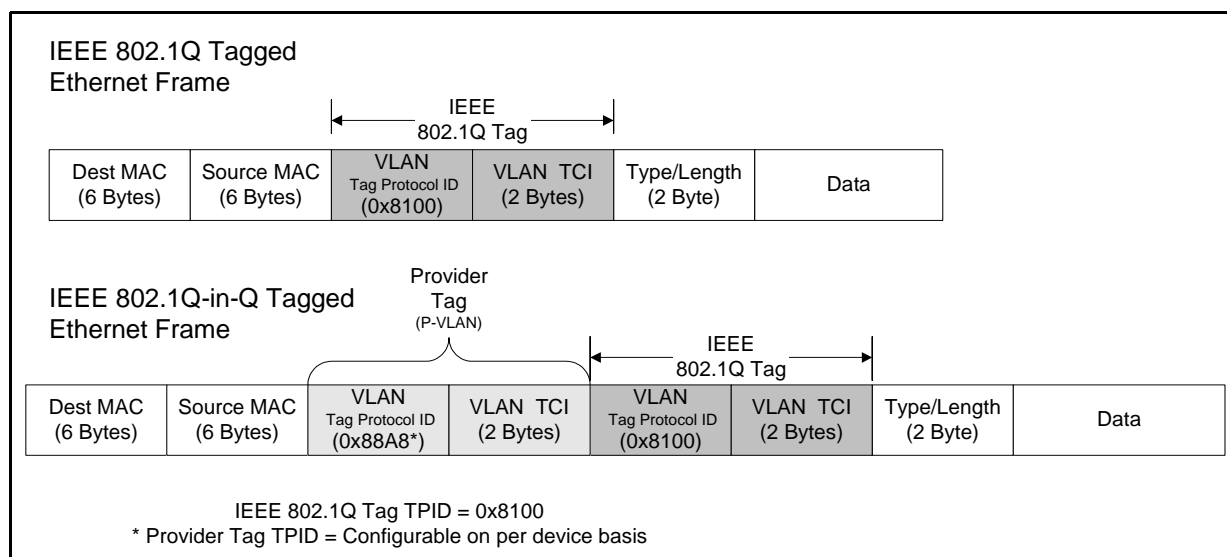 IEEE 802.1Q Tagged
Ethernet Frame
IEEE
802.1Q Tag
Dest MAC
(6 Bytes)
Source MAC
(6 Bytes)
VLAN
Tag Protocol ID
(0x8100)
VLAN TCI
(2 Bytes)
Type/Length
(2 Byte)
Data
IEEE 802.1Q-in-Q Tagged
Ethernet Frame
Provider
Tag
(P-VLAN)
IEEE
802.1Q Tag
Dest MAC
(6 Bytes)
Source MAC
(6 Bytes)
VLAN
Tag Protocol ID
(0x88A8*)
VLAN TCI
(2 Bytes)
VLAN
Tag Protocol ID
(0x8100)
VLAN TCI
(2 Bytes)
Type/Length
(2 Byte)
Data
IEEE 802.1Q Tag TPID = 0x8100
* Provider Tag TPID = Configurable on per device basis